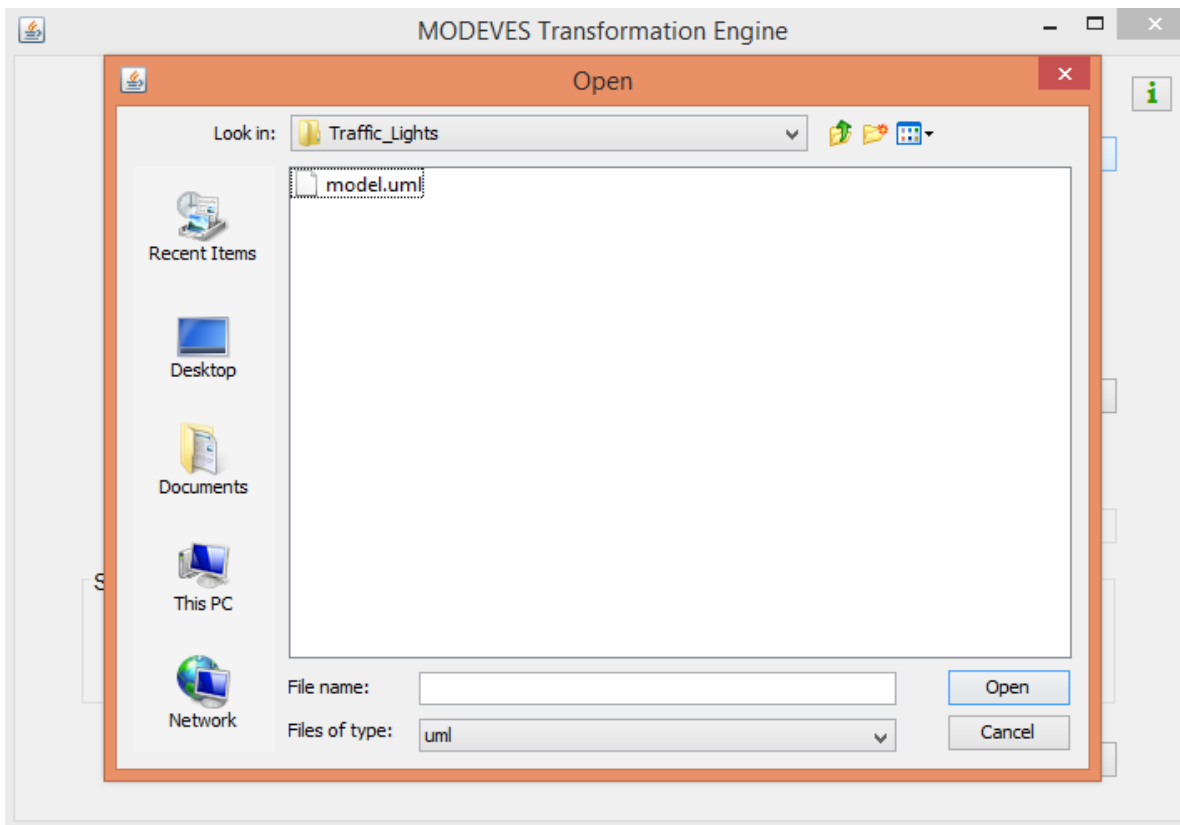 MODEVES Transformation Engine
Open
i
Look in: Traffic_Lights
model.uml
Recent Items
Desktop
Documents
This PC
S
Network
File name:
Open
Files of type: uml
Cancel